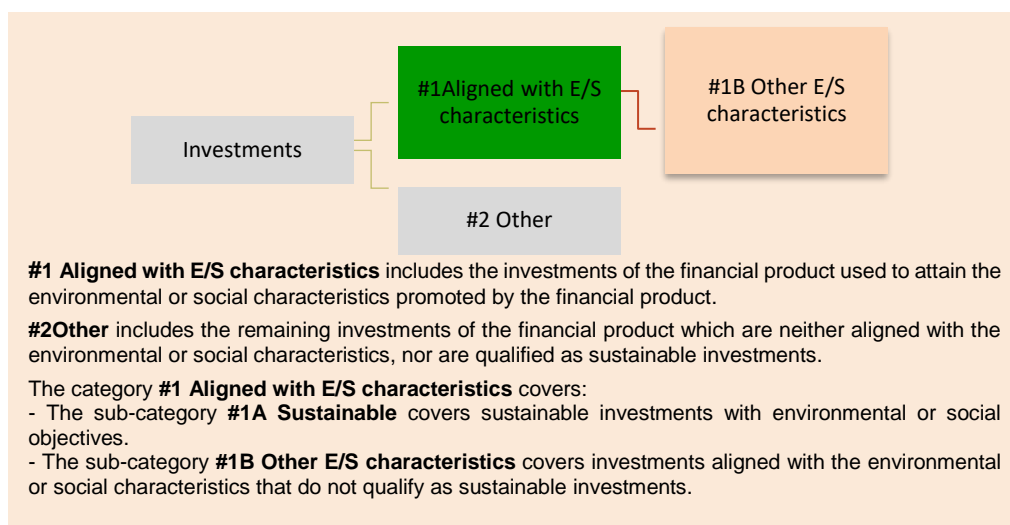 #1Aligned with E/S
characteristics
#1B Other E/S
characteristics
Investments
#2 Other
#1 Aligned with E/S characteristics includes the investments of the financial product used to attain the
environmental or social characteristics promoted by the financial product.
#2Other includes the remaining investments of the financial product which are neither aligned with the
environmental or social characteristics, nor are qualified as sustainable investments.
The category #1 Aligned with E/S characteristics covers:
- The sub-category #1A Sustainable covers sustainable investments with environmental or social
objectives.
- The sub-category #1B Other E/S characteristics covers investments aligned with the environmental
or social characteristics that do not qualify as sustainable investments.